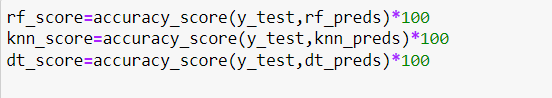 rf_score=accuracy_score(y_test,rf_preds)*100
knn_score=accuracy_score(y_test,knn_preds)*100
dt_score=accuracy_score(y_test,dt_preds)*100